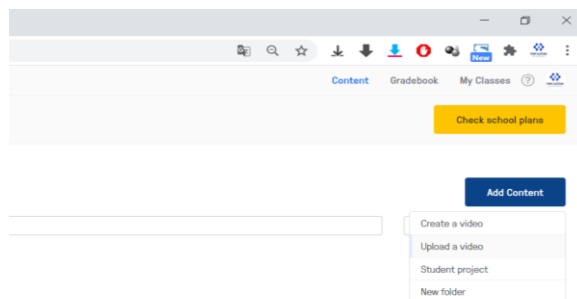 New
Content Gradebook My Classes ?
Check school plans
Add Content
Create a video
Upload a video
Student project
New folder